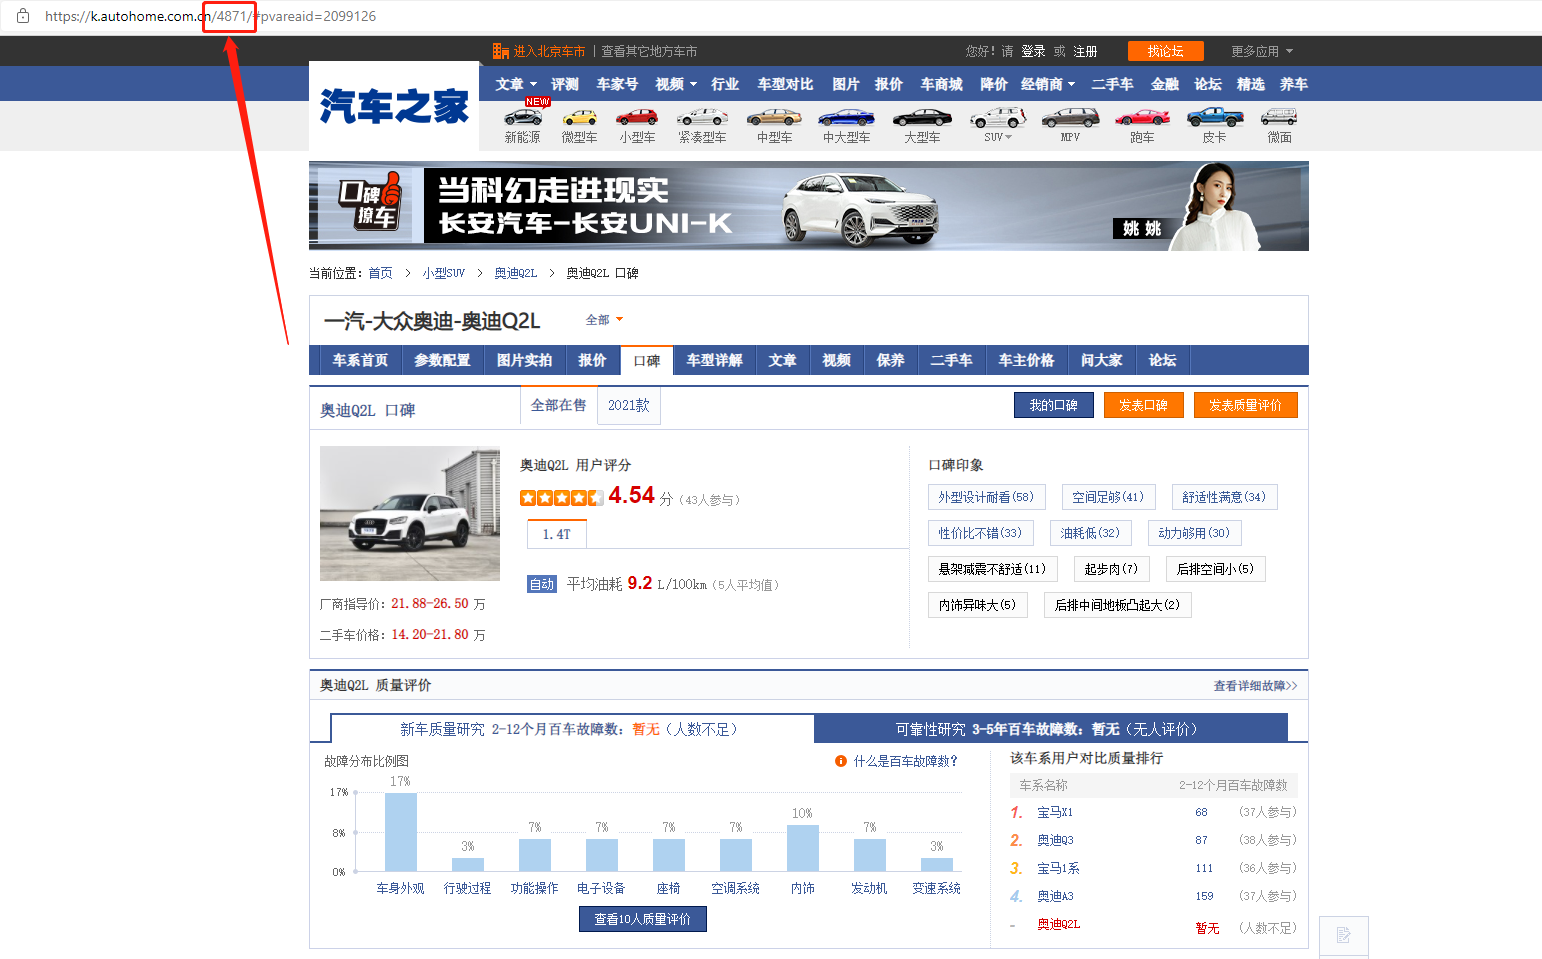 https://k.autohome.com.cn/4871/#pvareaid=2099126
进入北京车市 | 查看其它地方车市
您好! 请 登录 或 注册
找论坛
更多应用
汽车之家
文章 评测 车家号 视频 行业 车型对比 图片 报价 车商城 降价 经销商 二手车 金融 论坛 精选 养车
NEW
新能源 微型车 小型车 紧凑型车 中型车 中大型车 大型车 SUV MPV 跑车 皮卡 微面
口碑
撩车
当科幻走进现实
长安汽车-长安UNI-K
姚姚
当前位置: 首页 > 小型SUV > 奥迪Q2L > 奥迪Q2L 口碑
一汽-大众奥迪-奥迪Q2L
全部
车系首页 参数配置 图片实拍 报价 口碑 车型详解 文章 视频 保养 二手车 车主价格 问大家 论坛
奥迪Q2L 口碑
全部在售 2021款
我的口碑 发表口碑 发表质量评价
奥迪Q2L 用户评分
4.54 分 (43人参与)
1.4T
自动 平均油耗 9.2 L/100km (5人平均值)
厂商指导价: 21.88-26.50 万
二手车价格: 14.20-21.80 万
口碑印象
外型设计耐看(58) 空间足够(41) 舒适性满意(34)
性价比不错(33) 油耗低(32) 动力够用(30)
悬架减震不舒适(11) 起步肉(7) 后排空间小(5)
内饰异味大(5) 后排中间地板凸起大(2)
奥迪Q2L 质量评价
查看详细故障>>
新车质量研究 2-12个月百车故障数: 暂无 (人数不足)
可靠性研究 3-5年百车故障数: 暂无 (无人评价)
故障分布比例图
什么是百车故障数?
17%
8%
0%
17% 3% 7% 7% 7% 7% 10% 7% 3%
车身外观 行驶过程 功能操作 电子设备 座椅 空调系统 内饰 发动机 变速系统
查看10人质量评价
该车系用户对比质量排行
车系名称 2-12个月百车故障数
1. 宝马X1 68 (37人参与)
2. 奥迪Q3 87 (38人参与)
3. 宝马1系 111 (36人参与)
4. 奥迪A3 159 (37人参与)
- 奥迪Q2L 暂无 (人数不足)